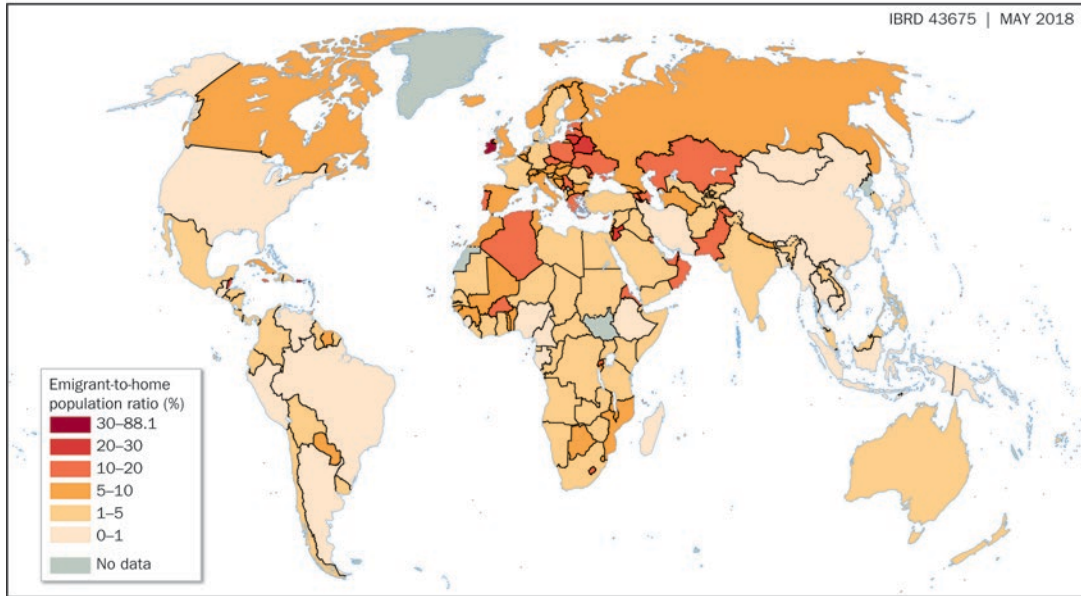 IBRD 43675 | MAY 2018
Emigrant-to-home
population ratio (%)
30–88.1
20–30
10–20
5–10
1–5
0–1
No data